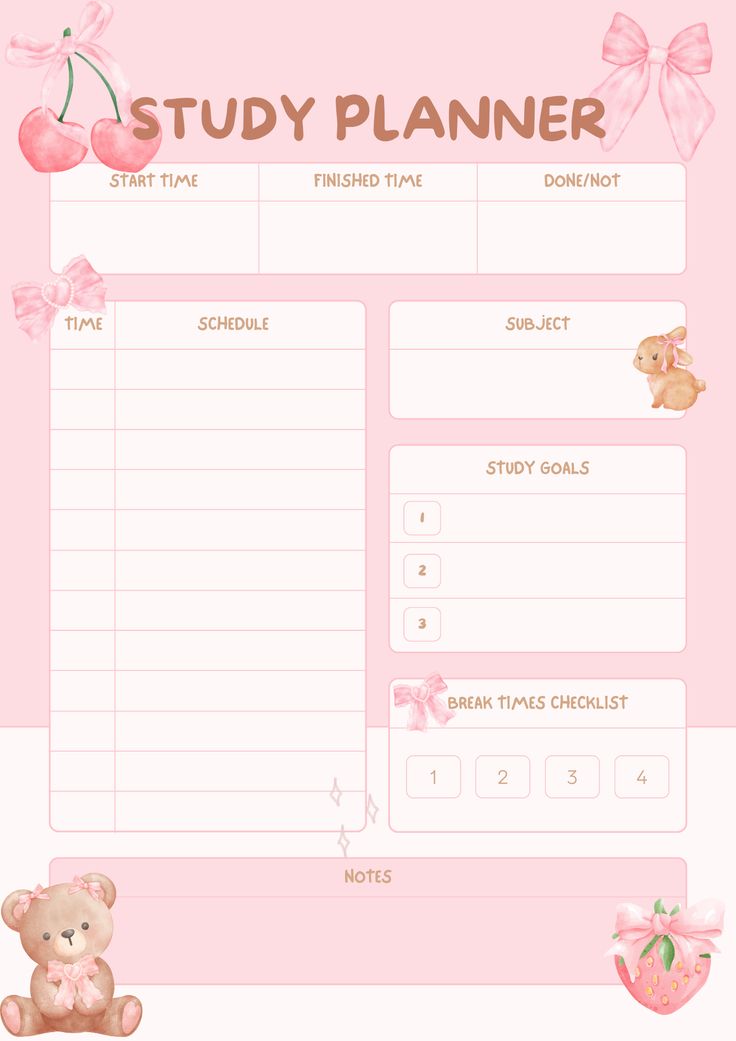 STUDY PLANNER
START TIME FINISHED TIME DONE/NOT
TIME SCHEDULE
SUBJECT
STUDY GOALS
1
2
3
BREAK TIMES CHECKLIST
1 2 3 4
NOTES